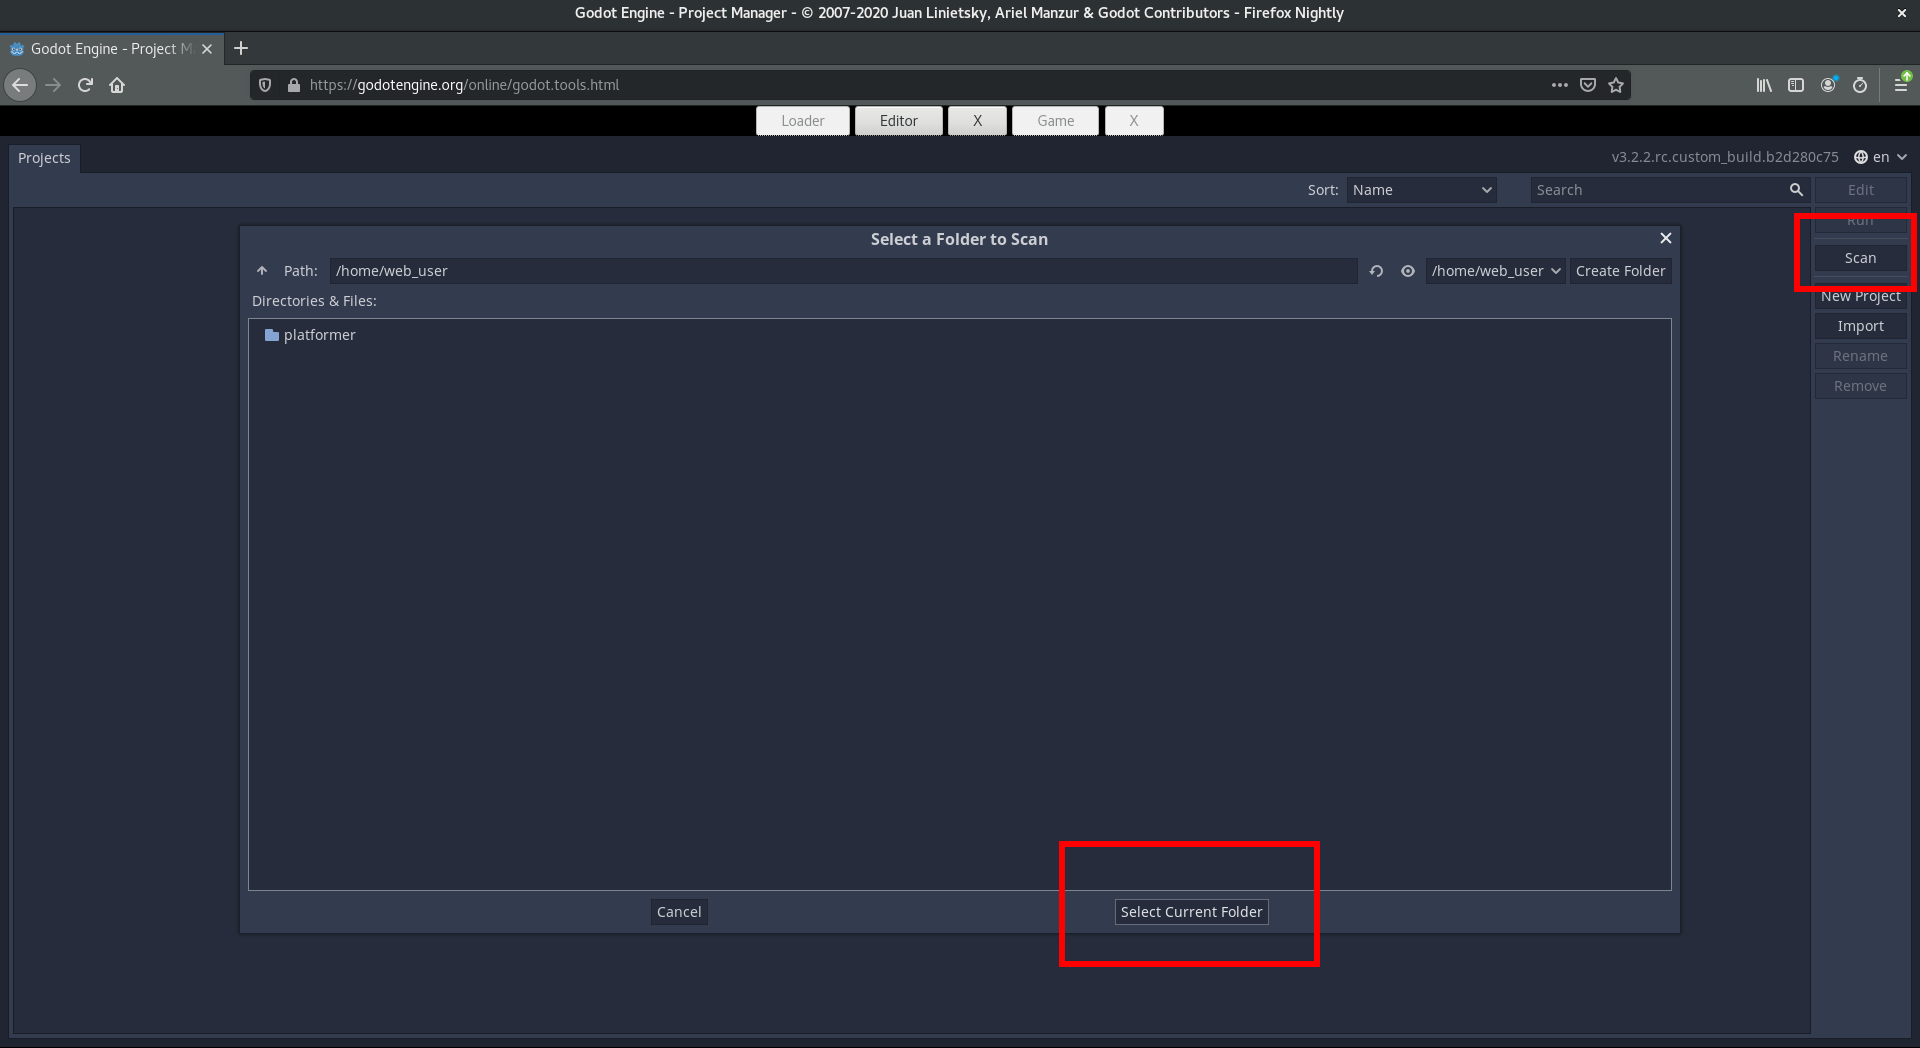 Godot Engine - Project Manager - © 2007-2020 Juan Linietsky, Ariel Manzur & Godot Contributors - Firefox Nightly
Godot Engine - Project M
https://godotengine.org/online/godot.tools.html
Loader Editor X Game X
Projects
v3.2.2.rc.custom_build.b2d280c75 en
Sort: Name Search Edit
Run
Select a Folder to Scan
Scan
Path: /home/web_user /home/web_user Create Folder
Directories & Files:
New Project
platformer
Import
Rename
Remove
Cancel Select Current Folder